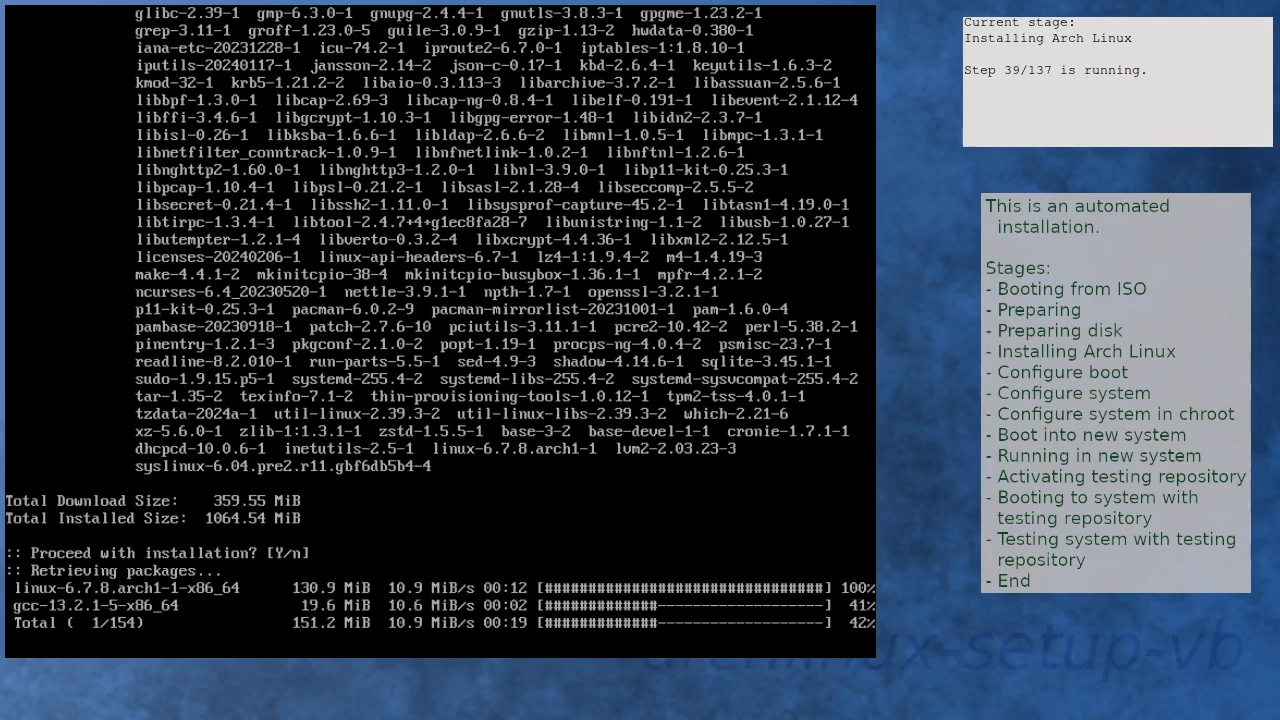 glibc-2.39-1  gmp-6.3.0-1  gnupg-2.4.4-1  gnutls-3.8.3-1  gpgme-1.23.2-1
grep-3.11-1  groff-1.23.0-5  guile-3.0.9-1  gzip-1.13-2  hwdata-0.380-1
iana-etc-20231228-1  icu-74.2-1  iproute2-6.7.0-1  iptables-1:1.8.10-1
iputils-20240117-1  jansson-2.14-2  json-c-0.17-1  kbd-2.6.4-1  keyutils-1.6.3-2
kmod-32-1  krb5-1.21.2-2  libaio-0.3.113-3  libarchive-3.7.2-1  libassuan-2.5.6-1
libbpf-1.3.0-1  libcap-2.69-3  libcap-ng-0.8.4-1  libelf-0.191-1  libevent-2.1.12-4
libffi-3.4.6-1  libgcrypt-1.10.3-1  libgpg-error-1.48-1  libidn2-2.3.7-1
libisl-0.26-1  libksba-1.6.6-1  libldap-2.6.6-2  libmnl-1.0.5-1  libmpc-1.3.1-1
libnetfilter_conntrack-1.0.9-1  libnfnetlink-1.0.2-1  libnftnl-1.2.6-1
libnghttp2-1.60.0-1  libnghttp3-1.2.0-1  libnl-3.9.0-1  libp11-kit-0.25.3-1
libpcap-1.10.4-1  libpsl-0.21.2-1  libsasl-2.1.28-4  libseccomp-2.5.5-2
libsecret-0.21.4-1  libssh2-1.11.0-1  libsysprof-capture-45.2-1  libtasn1-4.19.0-1
libtirpc-1.3.4-1  libtool-2.4.7+4+g1ec8fa28-7  libunistring-1.1-2  libusb-1.0.27-1
libutempter-1.2.1-4  libverto-0.3.2-4  libxcrypt-4.4.36-1  libxml2-2.12.5-1
licenses-20240206-1  linux-api-headers-6.7-1  lz4-1:1.9.4-2  m4-1.4.19-3
make-4.4.1-2  mkinitcpio-38-4  mkinitcpio-busybox-1.36.1-1  mpfr-4.2.1-2
ncurses-6.4_20230520-1  nettle-3.9.1-1  npth-1.7-1  openssl-3.2.1-1
p11-kit-0.25.3-1  pacman-6.0.2-9  pacman-mirrorlist-20231001-1  pam-1.6.0-4
pambase-20230918-1  patch-2.7.6-10  pciutils-3.11.1-1  pcre2-10.42-2  perl-5.38.2-1
pinentry-1.2.1-3  pkgconf-2.1.0-2  popt-1.19-1  procps-ng-4.0.4-2  psmisc-23.7-1
readline-8.2.010-1  run-parts-5.5-1  sed-4.9-3  shadow-4.14.6-1  sqlite-3.45.1-1
sudo-1.9.15.p5-1  systemd-255.4-2  systemd-libs-255.4-2  systemd-sysvcompat-255.4-2
tar-1.35-2  texinfo-7.1-2  thin-provisioning-tools-1.0.12-1  tpm2-tss-4.0.1-1
tzdata-2024a-1  util-linux-2.39.3-2  util-linux-libs-2.39.3-2  which-2.21-6
xz-5.6.0-1  zlib-1:1.3.1-1  zstd-1.5.5-1  base-3-2  base-devel-1-1  cronie-1.7.1-1
dhcpcd-10.0.6-1  inetutils-2.5-1  linux-6.7.8.arch1-1  lvm2-2.03.23-3
syslinux-6.04.pre2.r11.gbf6db5b4-4
Total Download Size:    359.55 MiB
Total Installed Size:  1064.54 MiB
:: Proceed with installation? [Y/n]
:: Retrieving packages...
linux-6.7.8.arch1-1-x86_64  130.9 MiB  10.9 MiB/s 00:12 [################################] 100%
gcc-13.2.1-5-x86_64  19.6 MiB  10.6 MiB/s 00:02 [#############-------------------]  41%
Total (  1/154)  151.2 MiB  10.9 MiB/s 00:19 [#############-------------------]  42%
Current stage:
Installing Arch Linux
Step 39/137 is running.
This is an automated
installation.
Stages:
- Booting from ISO
- Preparing
- Preparing disk
- Installing Arch Linux
- Configure boot
- Configure system
- Configure system in chroot
- Boot into new system
- Running in new system
- Activating testing repository
- Booting to system with
testing repository
- Testing system with testing
repository
- End
archlinux-setup-vb